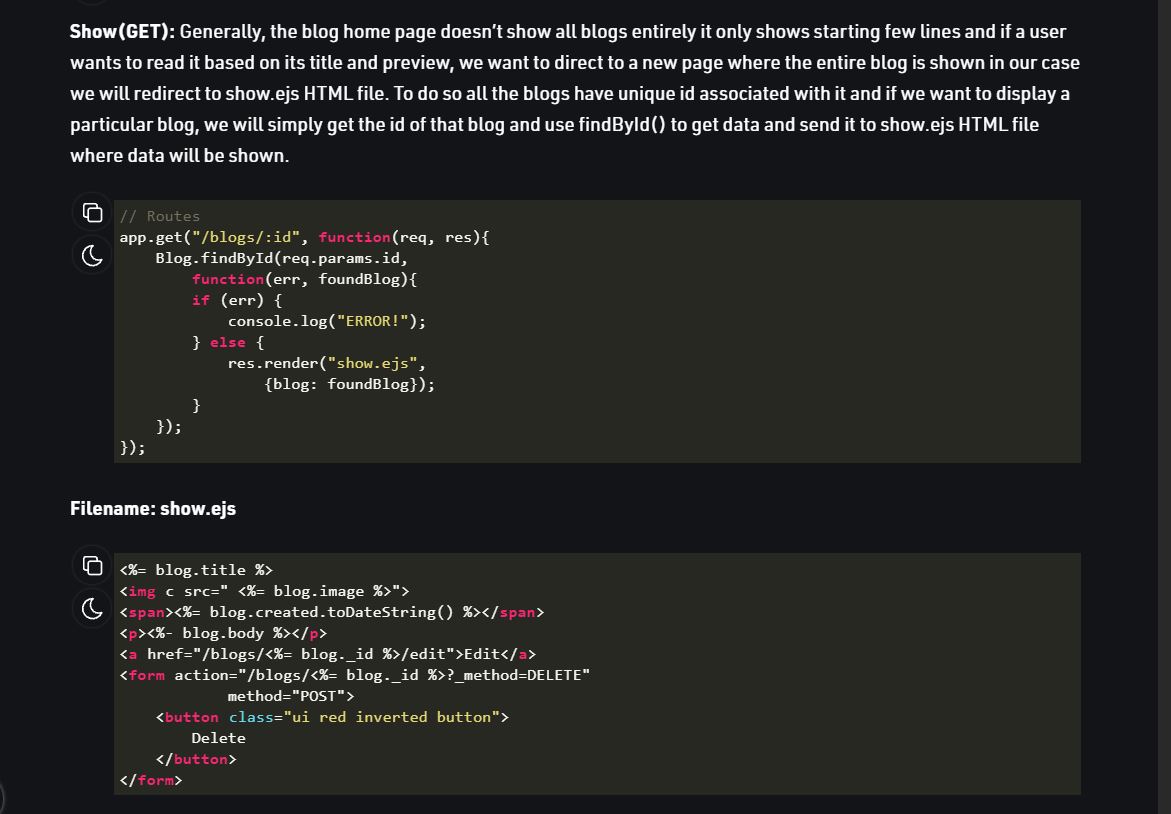 Show(GET): Generally, the blog home page doesn’t show all blogs entirely it only shows starting few lines and if a user
wants to read it based on its title and preview, we want to direct to a new page where the entire blog is shown in our case
we will redirect to show.ejs HTML file. To do so all the blogs have unique id associated with it and if we want to display a
particular blog, we will simply get the id of that blog and use findById() to get data and send it to show.ejs HTML file
where data will be shown.
// Routes
app.get("/blogs/:id", function(req, res){
    Blog.findById(req.params.id,
        function(err, foundBlog){
        if (err) {
            console.log("ERROR!");
        } else {
            res.render("show.ejs",
                {blog: foundBlog});
        }
    });
});
Filename: show.ejs
<%= blog.title %>
<img c src=" <%= blog.image %>">
<span><%= blog.created.toDateString() %></span>
<p><%- blog.body %></p>
<a href="/blogs/<%= blog._id %>/edit">Edit</a>
<form action="/blogs/<%= blog._id %>?_method=DELETE"
            method="POST">
    <button class="ui red inverted button">
        Delete
    </button>
</form>